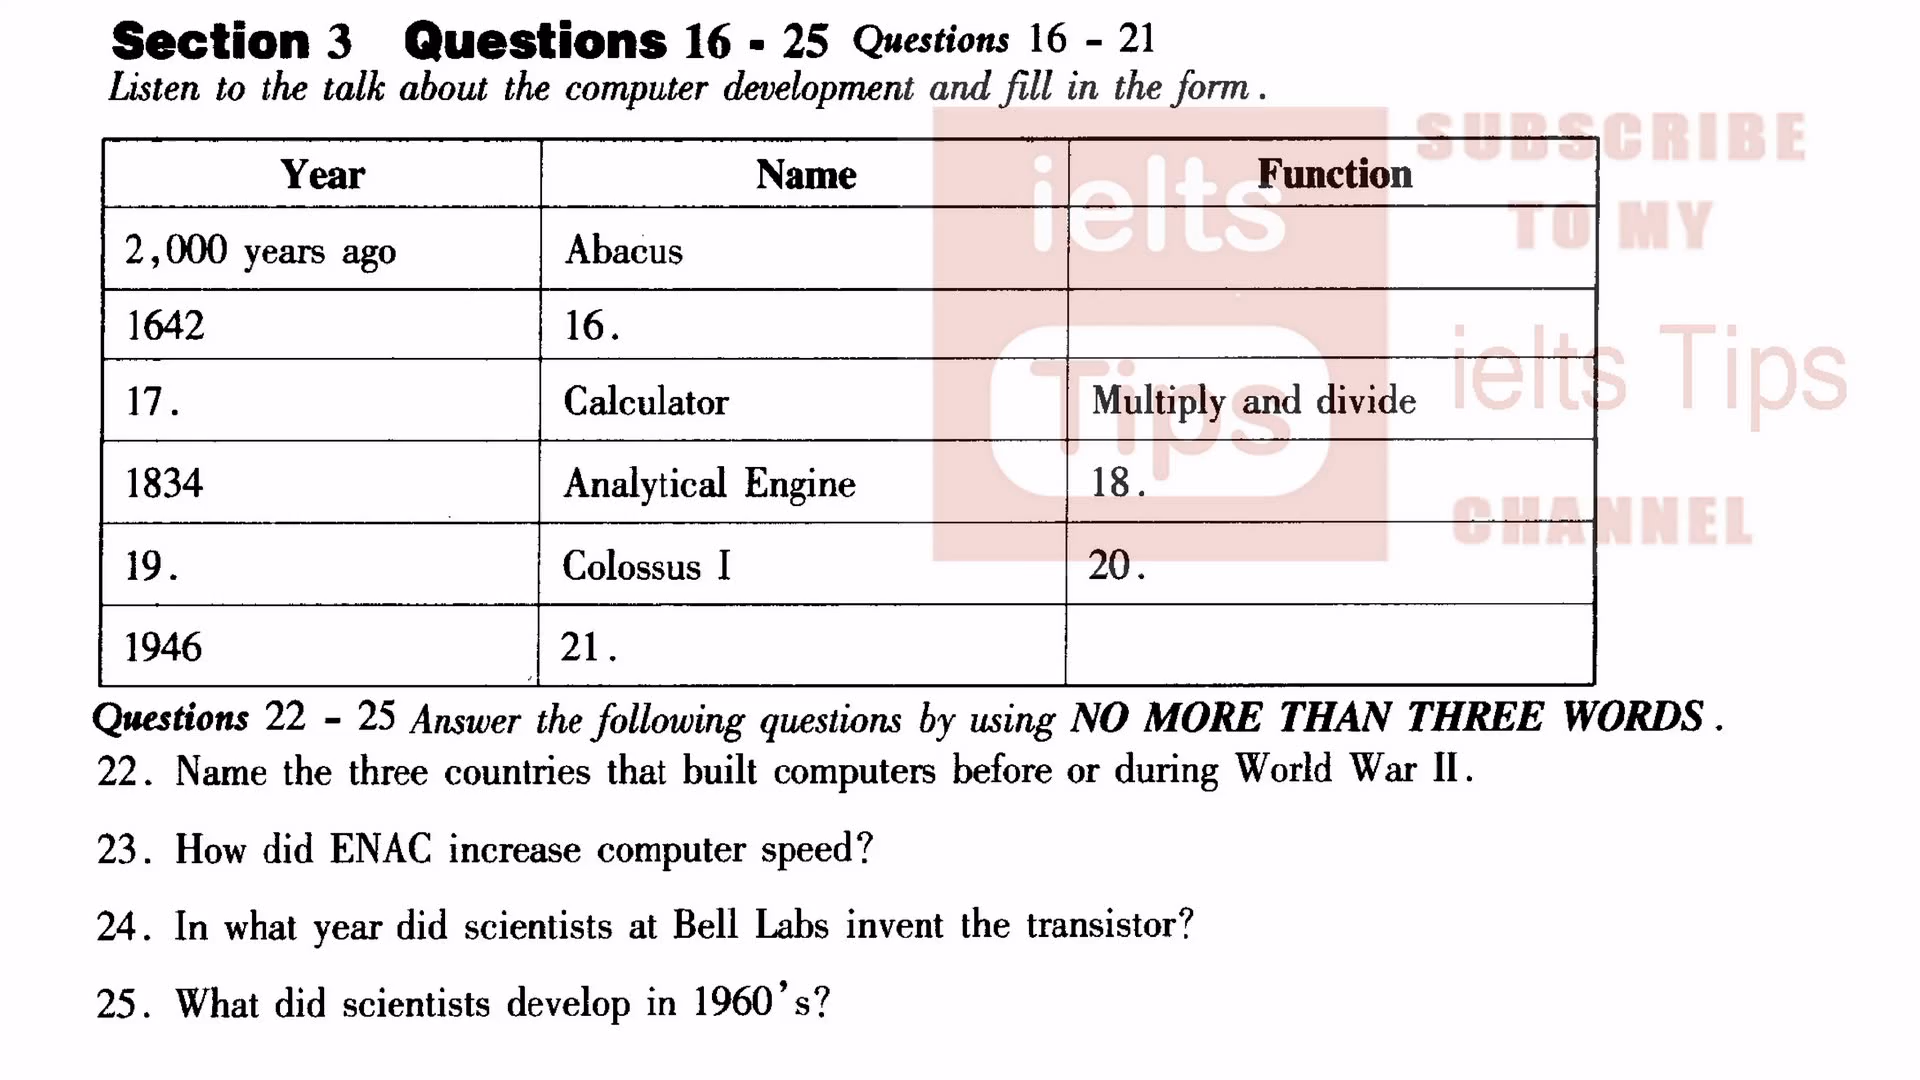 Section 3 Questions 16 - 25 Questions 16 - 21
Listen to the talk about the computer development and fill in the form.
Year Name Function
2,000 years ago Abacus
1642 16.
17. Calculator Multiply and divide
1834 Analytical Engine 18.
19. Colossus I 20.
1946 21.
Questions 22 - 25 Answer the following questions by using NO MORE THAN THREE WORDS.
22. Name the three countries that built computers before or during World War II.
23. How did ENAC increase computer speed?
24. In what year did scientists at Bell Labs invent the transistor?
25. What did scientists develop in 1960's?
ielts
Tips
SUBSCRIBE
TO MY
ielts Tips
CHANNEL